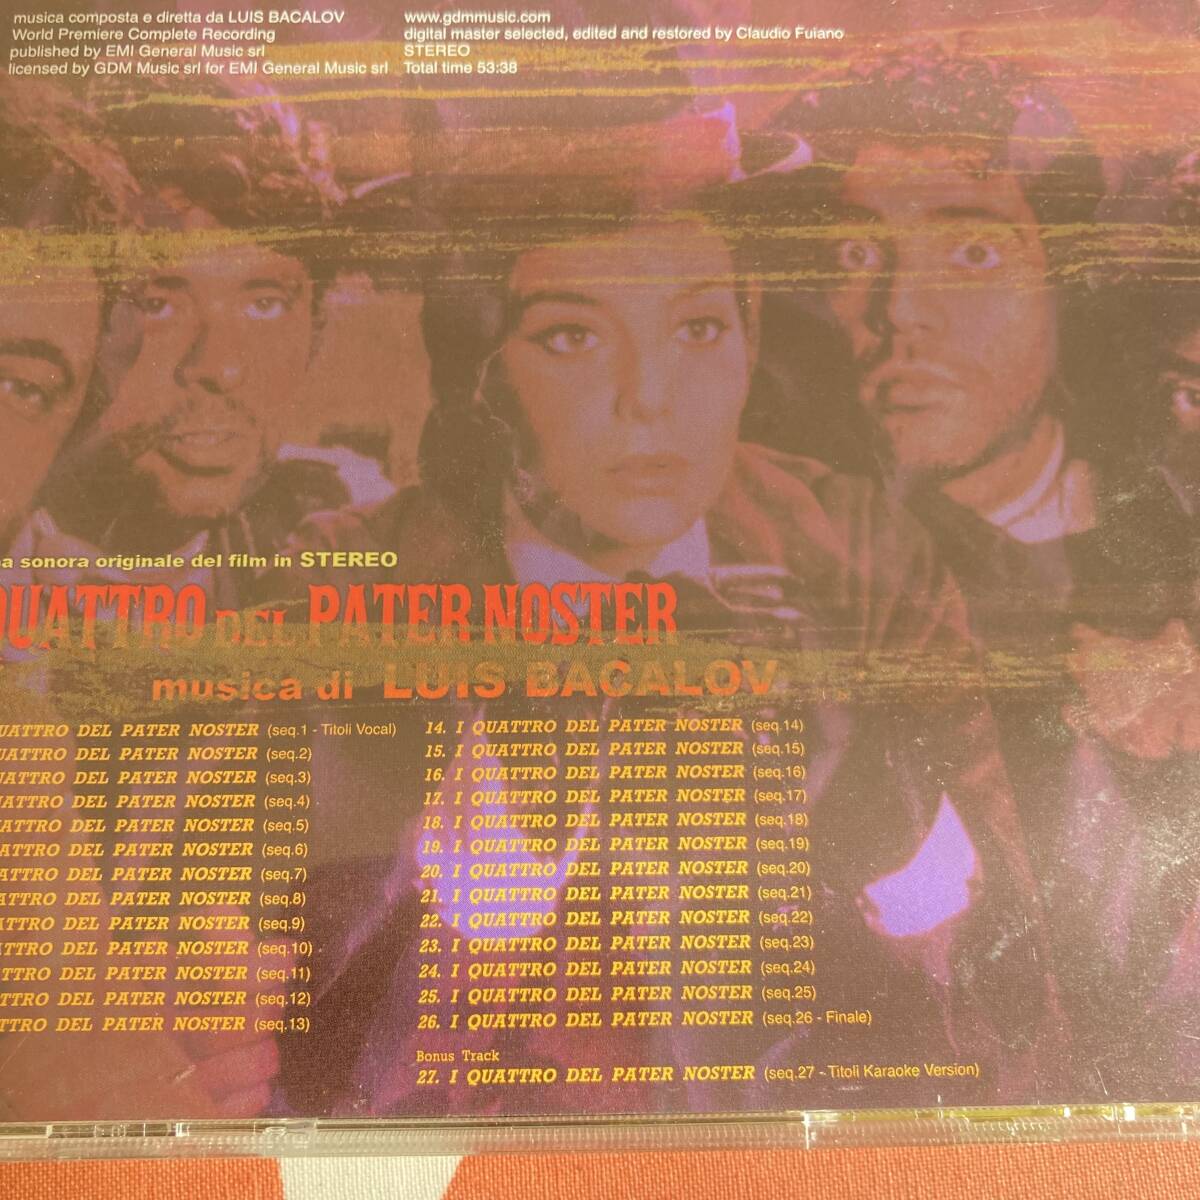 musica composta e diretta da LUIS BACALOV
World Premiere Complete Recording
published by EMI General Music srl
licensed by GDM Music srl for EMI General Music srl
www.gdmmusic.com
digital master selected, edited and restored by Claudio Fuiano
STEREO
Total time 53:38
sonora originale del film in STEREO
QUATTRO DEL PATER NOSTER
musica di LUIS BACALOV
UATTRO DEL PATER NOSTER (seq.1 - Titoli Vocal)
UATTRO DEL PATER NOSTER (seq.2)
UATTRO DEL PATER NOSTER (seq.3)
UATTRO DEL PATER NOSTER (seq.4)
UATTRO DEL PATER NOSTER (seq.5)
ATTRO DEL PATER NOSTER (seq.6)
ATTRO DEL PATER NOSTER (seq.7)
ATTRO DEL PATER NOSTER (seq.8)
ATTRO DEL PATER NOSTER (seq.9)
ATTRO DEL PATER NOSTER (seq.10)
TTRO DEL PATER NOSTER (seq.11)
TTRO DEL PATER NOSTER (seq.12)
TTRO DEL PATER NOSTER (seq.13)
14. I QUATTRO DEL PATER NOSTER (seq.14)
15. I QUATTRO DEL PATER NOSTER (seq.15)
16. I QUATTRO DEL PATER NOSTER (seq.16)
17. I QUATTRO DEL PATER NOSTER (seq.17)
18. I QUATTRO DEL PATER NOSTER (seq.18)
19. I QUATTRO DEL PATER NOSTER (seq.19)
20. I QUATTRO DEL PATER NOSTER (seq.20)
21. I QUATTRO DEL PATER NOSTER (seq.21)
22. I QUATTRO DEL PATER NOSTER (seq.22)
23. I QUATTRO DEL PATER NOSTER (seq.23)
24. I QUATTRO DEL PATER NOSTER (seq.24)
25. I QUATTRO DEL PATER NOSTER (seq.25)
26. I QUATTRO DEL PATER NOSTER (seq.26 - Finale)
Bonus Track
27. I QUATTRO DEL PATER NOSTER (seq.27 - Titoli Karaoke Version)